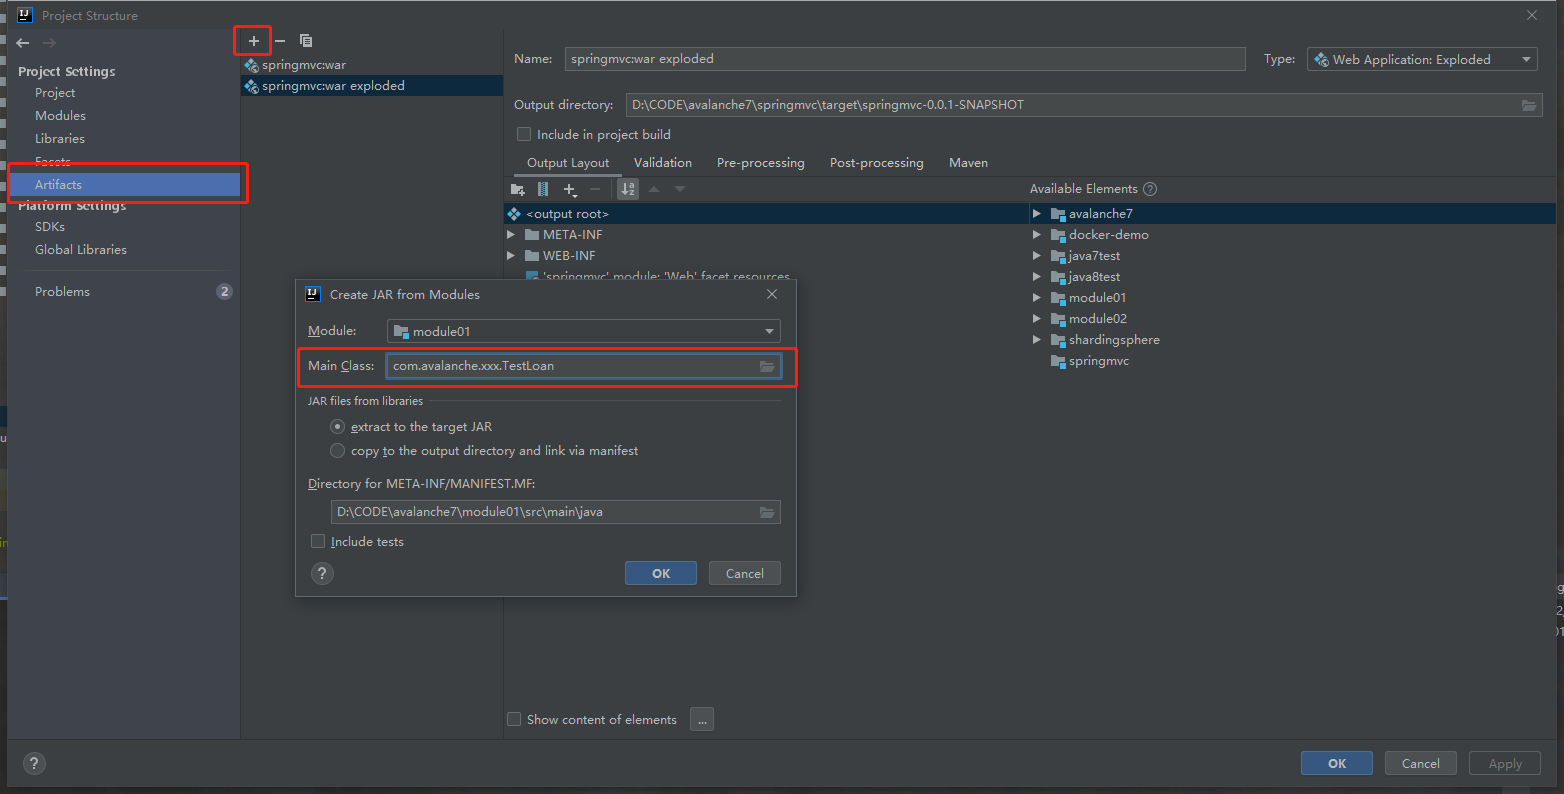 Project Structure
Project Settings
Project
Modules
Libraries
Facets
Artifacts
Platform Settings
SDKs
Global Libraries
Problems 2
springmvc:war
springmvc:war exploded
Name: springmvc:war exploded Type: Web Application: Exploded
Output directory: D:\CODE\avalanche7\springmvc\target\springmvc-0.0.1-SNAPSHOT
Include in project build
Output Layout Validation Pre-processing Post-processing Maven
Available Elements ?
<output root>
META-INF
WEB-INF
'springmvc' module: 'Web' facet resources
avalanche7
docker-demo
java7test
java8test
module01
module02
shardingsphere
springmvc
Create JAR from Modules
Module: module01
Main Class: com.avalanche.xxx.TestLoan
JAR files from libraries
extract to the target JAR
copy to the output directory and link via manifest
Directory for META-INF/MANIFEST.MF:
D:\CODE\avalanche7\module01\src\main\java
Include tests
? OK Cancel
Show content of elements ...
? OK Cancel Apply